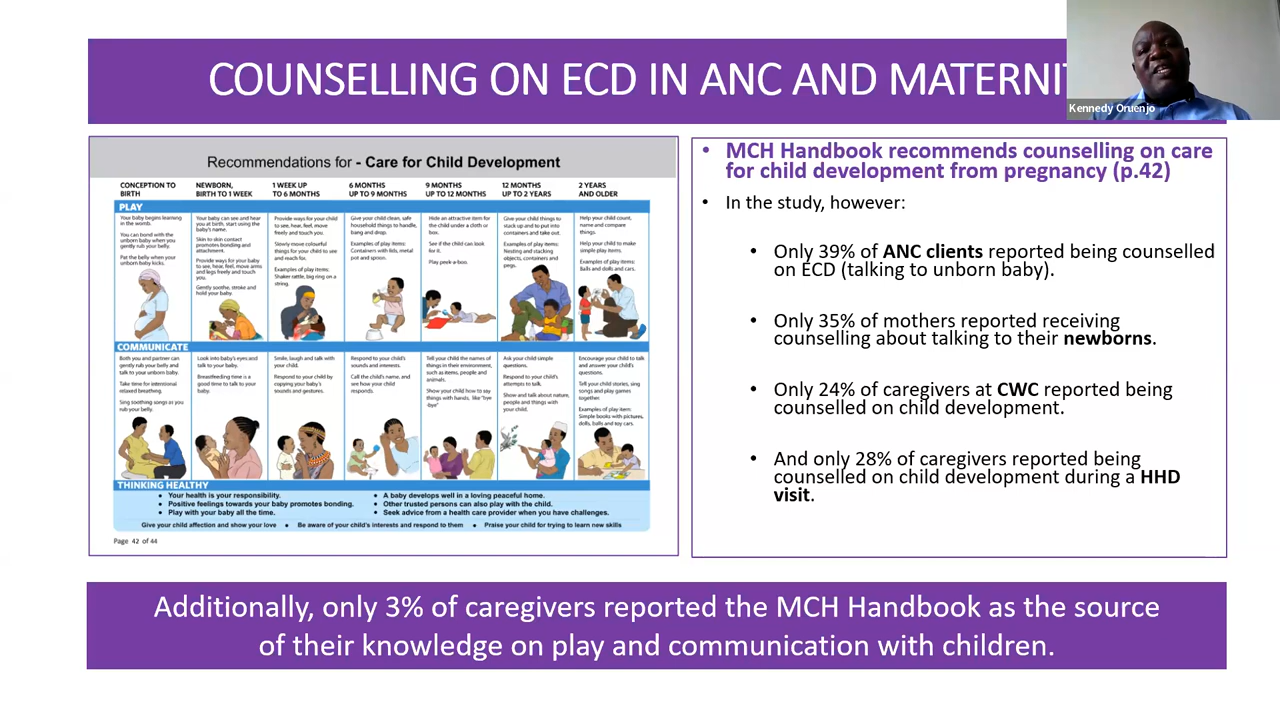 COUNSELLING ON ECD IN ANC AND MATERNIT
Kennedy Oruenjo
Recommendations for - Care for Child Development
CONCEPTION TO
BIRTH
NEWBORN,
BIRTH TO 1 WEEK
1 WEEK UP
TO 6 MONTHS
6 MONTHS
UP TO 9 MONTHS
9 MONTHS
UP TO 12 MONTHS
12 MONTHS
UP TO 2 YEARS
2 YEARS
AND OLDER
PLAY
Your baby begins learning
in the womb.
You can bond with the
unborn baby when you
gently rub your belly.
Pat the belly when your
unborn baby kicks.
Your baby can see and hear
you at birth, start using the
baby's name.
Skin to skin contact
promotes bonding and
attachment.
Provide ways for your baby
to see, hear, feel, move arms
and legs freely and touch
you.
Gently soothe, stroke and
hold your baby.
Provide ways for your child
to see, hear, feel, move
freely and touch you.
Slowly move colourful
things for your child to see
and reach for.
Examples of play items:
Shaker rattle, big ring on a
string.
Give your child clean, safe
household things to handle,
bang and drop.
Examples of play items:
Containers with lids, metal
pot and spoon.
Hide an attractive item for
the child under a cloth or
box.
See if the child can look
for it.
Play peek-a-boo.
Give your child things to
stack up and to put into
containers and take out.
Examples of play items:
Nesting and stacking
objects, containers and
pegs.
Help your child count,
name and compare
things.
Help your child to make
simple play items.
Examples of play items:
Balls and dolls and cars.
COMMUNICATE
Both you and partner can
gently rub your belly and
talk to your unborn baby.
Take time for intentional
relaxed breathing.
Sing soothing songs as you
rub your belly.
Look into baby's eyes and
talk to your baby.
Breastfeeding time is a
good time to talk to your
baby.
Smile, laugh and talk with
your child.
Respond to your child by
copying your baby's
sounds and gestures.
Respond to your child's
sounds and interests.
Call the child's name, and
see how your child
responds.
Tell your child the names of
things in their environment,
such as items, people and
animals.
Show your child how to say
things with hands, like "bye
-bye"
Ask your child simple
questions.
Respond to your child's
attempts to talk.
Show and talk about nature,
people and things with
your child.
Encourage your child to talk
and answer your child's
questions.
Tell your child stories, sing
songs and play games
together.
Examples of play item:
Simple books with pictures,
dolls, balls and toy cars.
THINKING HEALTHY
• Your health is your responsibility.
• Positive feelings towards your baby promotes bonding.
• Play with your baby all the time.
• A baby develops well in a loving peaceful home.
• Other trusted persons can also play with the child.
• Seek advice from a health care provider when you have challenges.
Give your child affection and show your love • Be aware of your child's interests and respond to them • Praise your child for trying to learn new skills
Page 42 of 44
• MCH Handbook recommends counselling on care
for child development from pregnancy (p.42)
• In the study, however:
• Only 39% of ANC clients reported being counselled
on ECD (talking to unborn baby).
• Only 35% of mothers reported receiving
counselling about talking to their newborns.
• Only 24% of caregivers at CWC reported being
counselled on child development.
• And only 28% of caregivers reported being
counselled on child development during a HHD
visit.
Additionally, only 3% of caregivers reported the MCH Handbook as the source
of their knowledge on play and communication with children.